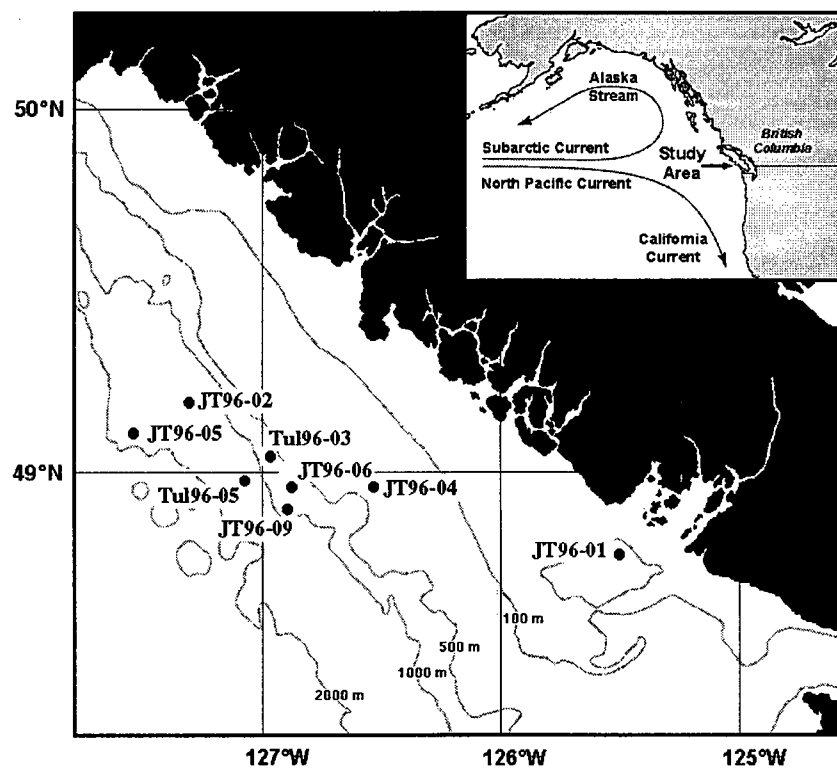 50°N
49°N
127°W
126°W
125°W
Alaska
Stream
Subarctic Current
North Pacific Current
Study
Area
British
Columbia
California
Current
JT96-02
JT96-05
Tul96-03
JT96-06
JT96-04
Tul96-05
JT96-09
JT96-01
100 m
500 m
1000 m
2000 m